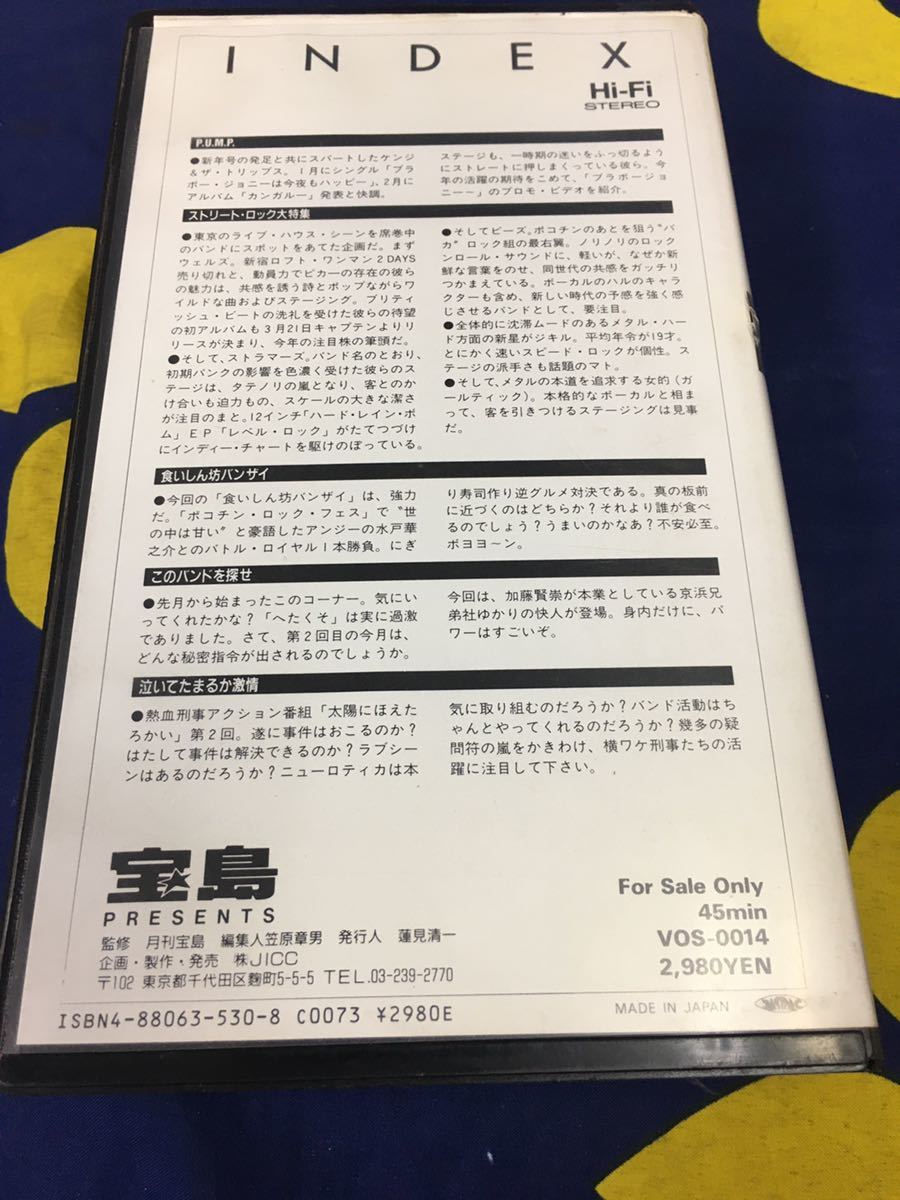 INDEX
Hi-Fi
STEREO
P.U.M.P.
●新年号の発足と共にスパートしたケンジ
&ザ・トリップス。1月にシングル「ブラ
ボー・ジョニーは今夜もハッピー」、2月に
アルバム「カンガルー」発表と快調。
ステージも、一時期の迷いをふっ切るよう
にストレートに押しまくっている彼ら。今
年の活躍の期待をこめて、「ブラボージョ
ニー～」のプロモ・ビデオを紹介。
ストリート・ロック大特集
●東京のライブ・ハウス・シーンを席巻中
のバンドにスポットをあてた企画だ。まず
ウェルズ。新宿ロフト・ワンマン2DAYS
売り切れと、動員力でピカ一の存在の彼ら
の魅力は、共感を誘う詩とポップながらワ
イルドな曲およびステージング。ブリティ
ッシュ・ビートの洗礼を受けた彼らの待望
の初アルバムも3月21日キャプテンよりリ
リースが決まり、今年の注目株の筆頭だ。
●そして、ストラマーズ。バンド名のとおり、
初期パンクの影響を色濃く受けた彼らのス
テージは、タテノリの嵐となり、客とのか
け合いも迫力もの、スケールの大きな潔さ
が注目のまと。12インチ「ハード・レイン・ボ
ム」EP「レベル・ロック」がたてつづけ
にインディー・チャートを駆けのぼっている。
●そしてビーズ。ポコチンのあとを狙う“バ
カ”ロック組の最右翼。ノリノリのロック
ンロール・サウンドに、軽いが、なぜか新
鮮な言葉をのせ、同世代の共感をガッチリ
つかまえている。ボーカルのハルのキャラ
クターも含め、新しい時代の予感を強く感
じさせるバンドとして、要注目。
●全体的に沈滞ムードのあるメタル・ハー
ド方面の新星がジキル。平均年令が19才。
とにかく速いスピード・ロックが個性。ス
テージの派手さも話題のマト。
●そして、メタルの本道を追求する女的(ガ
ールティック)。本格的なボーカルと相ま
って、客を引きつけるステージングは見事
だ。
食いしん坊バンザイ
●今回の「食いしん坊バンザイ」は、強力
だ。「ポコチン・ロック・フェス」で“世
の中は甘い”と豪語したアンジーの水戸華
之介とのバトル・ロイヤル1本勝負。にぎ
り寿司作り逆グルメ対決である。真の板前
に近づくのはどちらか?それより誰が食べ
るのでしょう?うまいのかなあ?不安必至。
ボヨヨ～ン。
このバンドを探せ
●先月から始まったこのコーナー。気にい
ってくれたかな?「へたくそ」は実に過激
でありました。さて、第2回目の今月は、
どんな秘密指令が出されるのでしょうか。
今回は、加藤賢崇が本業としている京浜兄
弟社ゆかりの快人が登場。身内だけに、パ
ワーはすごいぞ。
泣いてたまるか激情
●熱血刑事アクション番組「太陽にほえた
ろかい」第2回。遂に事件はおこるのか?
はたして事件は解決できるのか?ラブシー
ンはあるのだろうか?ニューロティカは本
気に取り組むのだろうか?バンド活動はち
ゃんとやってくれるのだろうか?幾多の疑
問符の嵐をかきわけ、横ワケ刑事たちの活
躍に注目して下さい。
宝島
PRESENTS
監修 月刊宝島 編集人笠原章男 発行人 蓮見清一
企画・製作・発売 ㈱JICC
〒102 東京都千代田区麹町5-5-5 TEL.03-239-2770
For Sale Only
45min
VOS-0014
2,980YEN
ISBN4-88063-530-8 C0073 ¥2980E
MADE IN JAPAN